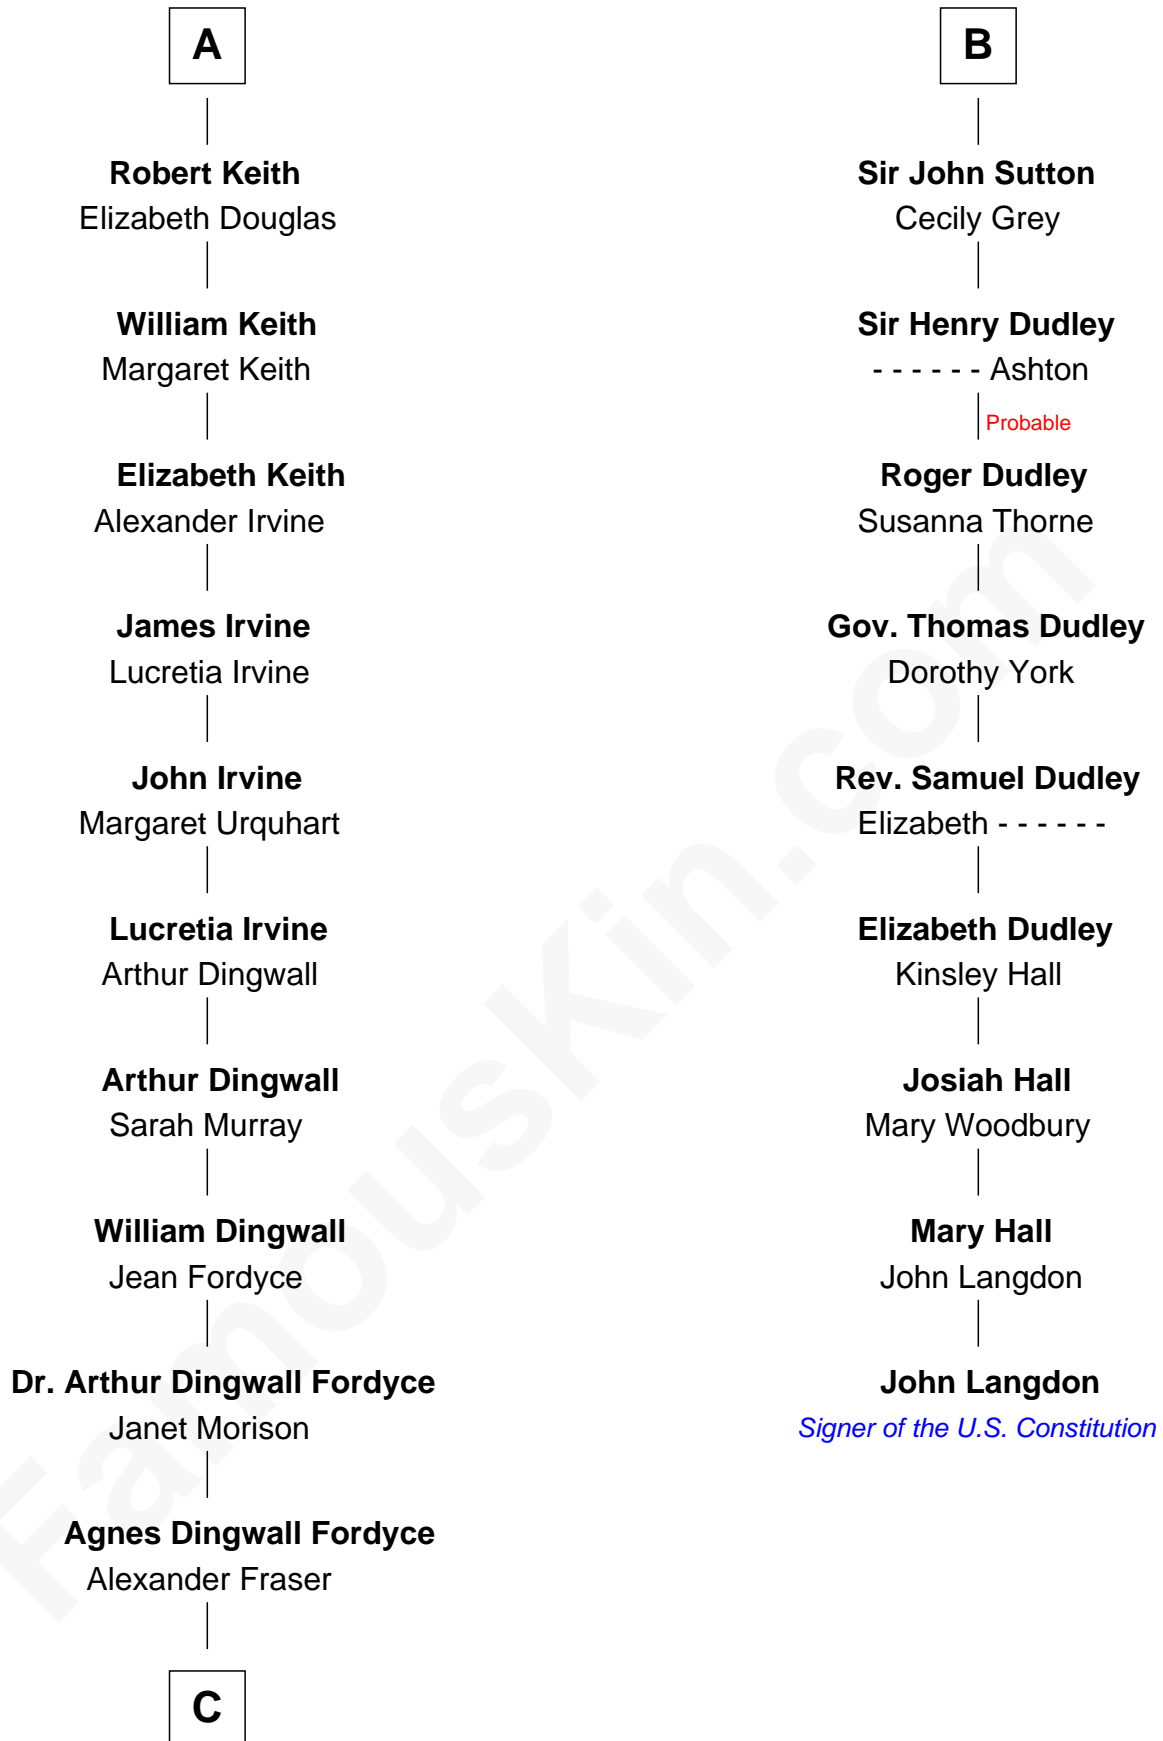 A
Robert Keith
Elizabeth Douglas
William Keith
Margaret Keith
Elizabeth Keith
Alexander Irvine
James Irvine
Lucretia Irvine
John Irvine
Margaret Urquhart
Lucretia Irvine
Arthur Dingwall
Arthur Dingwall
Sarah Murray
William Dingwall
Jean Fordyce
Dr. Arthur Dingwall Fordyce
Janet Morison
Agnes Dingwall Fordyce
Alexander Fraser
C
B
Sir John Sutton
Cecily Grey
Sir Henry Dudley
- - - - - - Ashton
Probable
Roger Dudley
Susanna Thorne
Gov. Thomas Dudley
Dorothy York
Rev. Samuel Dudley
Elizabeth - - - - - -
Elizabeth Dudley
Kinsley Hall
Josiah Hall
Mary Woodbury
Mary Hall
John Langdon
John Langdon
Signer of the U.S. Constitution
FamousKin.com